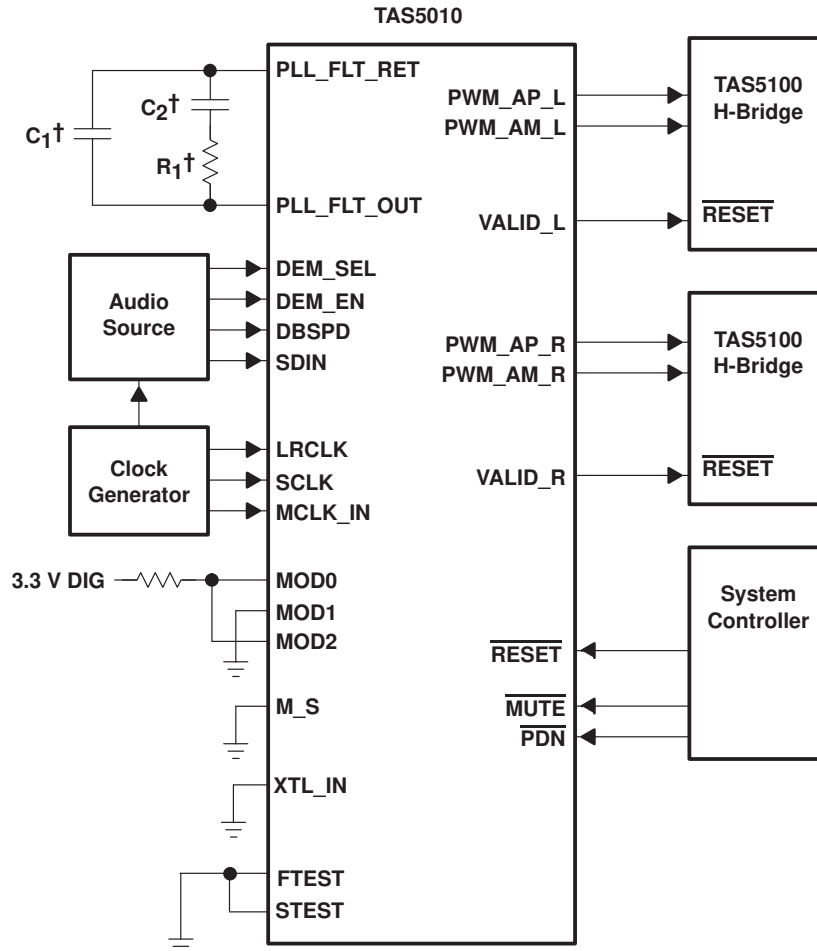 TAS5010
PLL_FLT_RET
C2†
C1†
R1†
PLL_FLT_OUT
Audio
Source
DEM_SEL
DEM_EN
DBSPD
SDIN
Clock
Generator
LRCLK
SCLK
MCLK_IN
3.3 V DIG
MOD0
MOD1
MOD2
M_S
XTL_IN
FTEST
STEST
PWM_AP_L
PWM_AM_L
VALID_L
TAS5100
H-Bridge
RESET
PWM_AP_R
PWM_AM_R
VALID_R
TAS5100
H-Bridge
RESET
RESET
MUTE
PDN
System
Controller